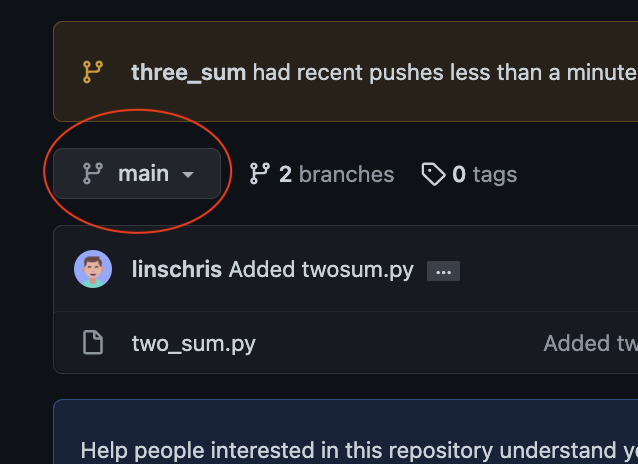 three_sum had recent pushes less than a minute
main 2 branches 0 tags
linschris Added twosum.py ...
two_sum.py Added tw
Help people interested in this repository understand